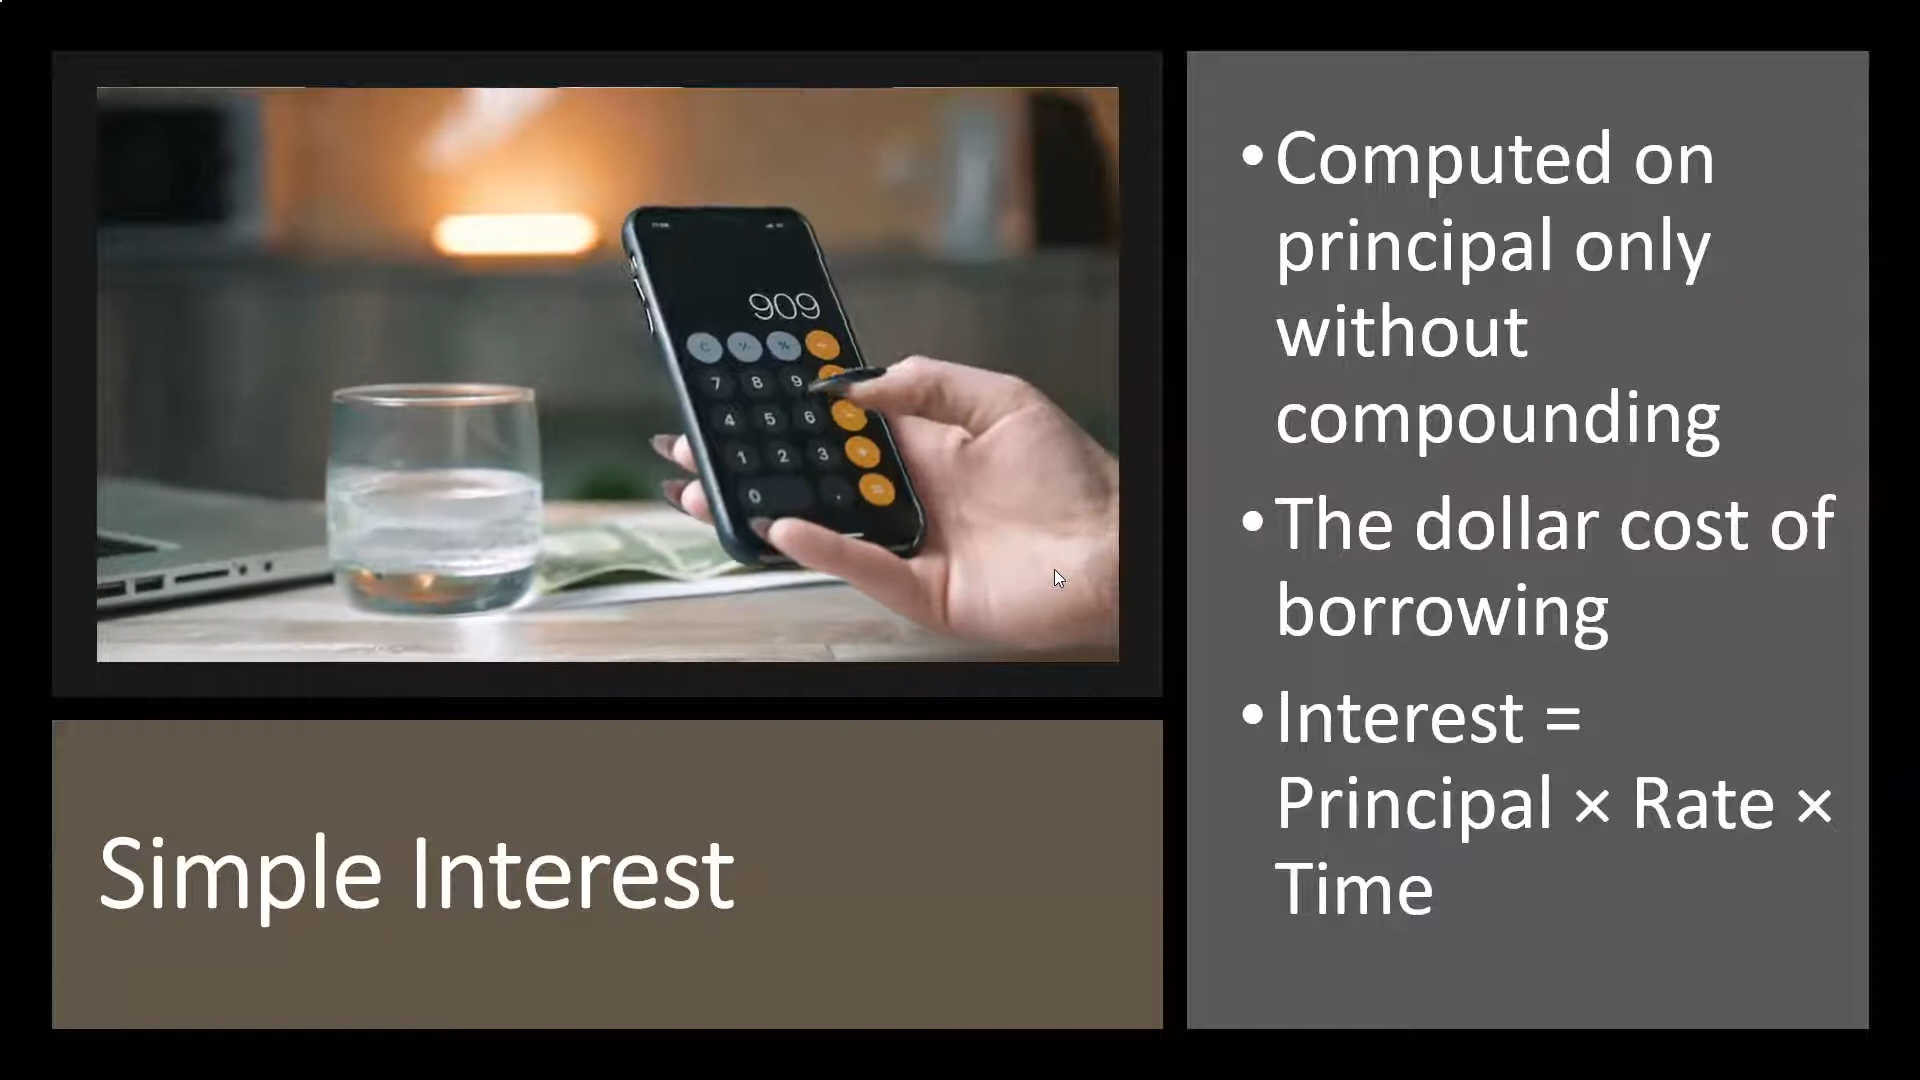 909
C
%
7 8 9
4 5 6
1 2 3
0 .
Simple Interest
• Computed on
principal only
without
compounding
• The dollar cost of
borrowing
• Interest =
Principal × Rate ×
Time